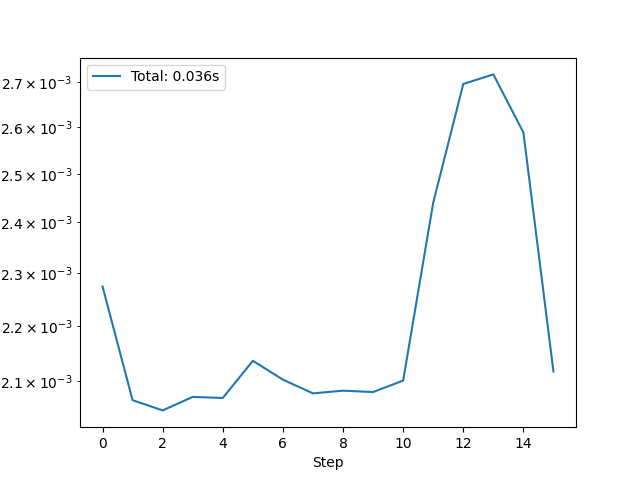 Total: 0.036s
2.7 × 10⁻³
2.6 × 10⁻³
2.5 × 10⁻³
2.4 × 10⁻³
2.3 × 10⁻³
2.2 × 10⁻³
2.1 × 10⁻³
0 2 4 6 8 10 12 14
Step